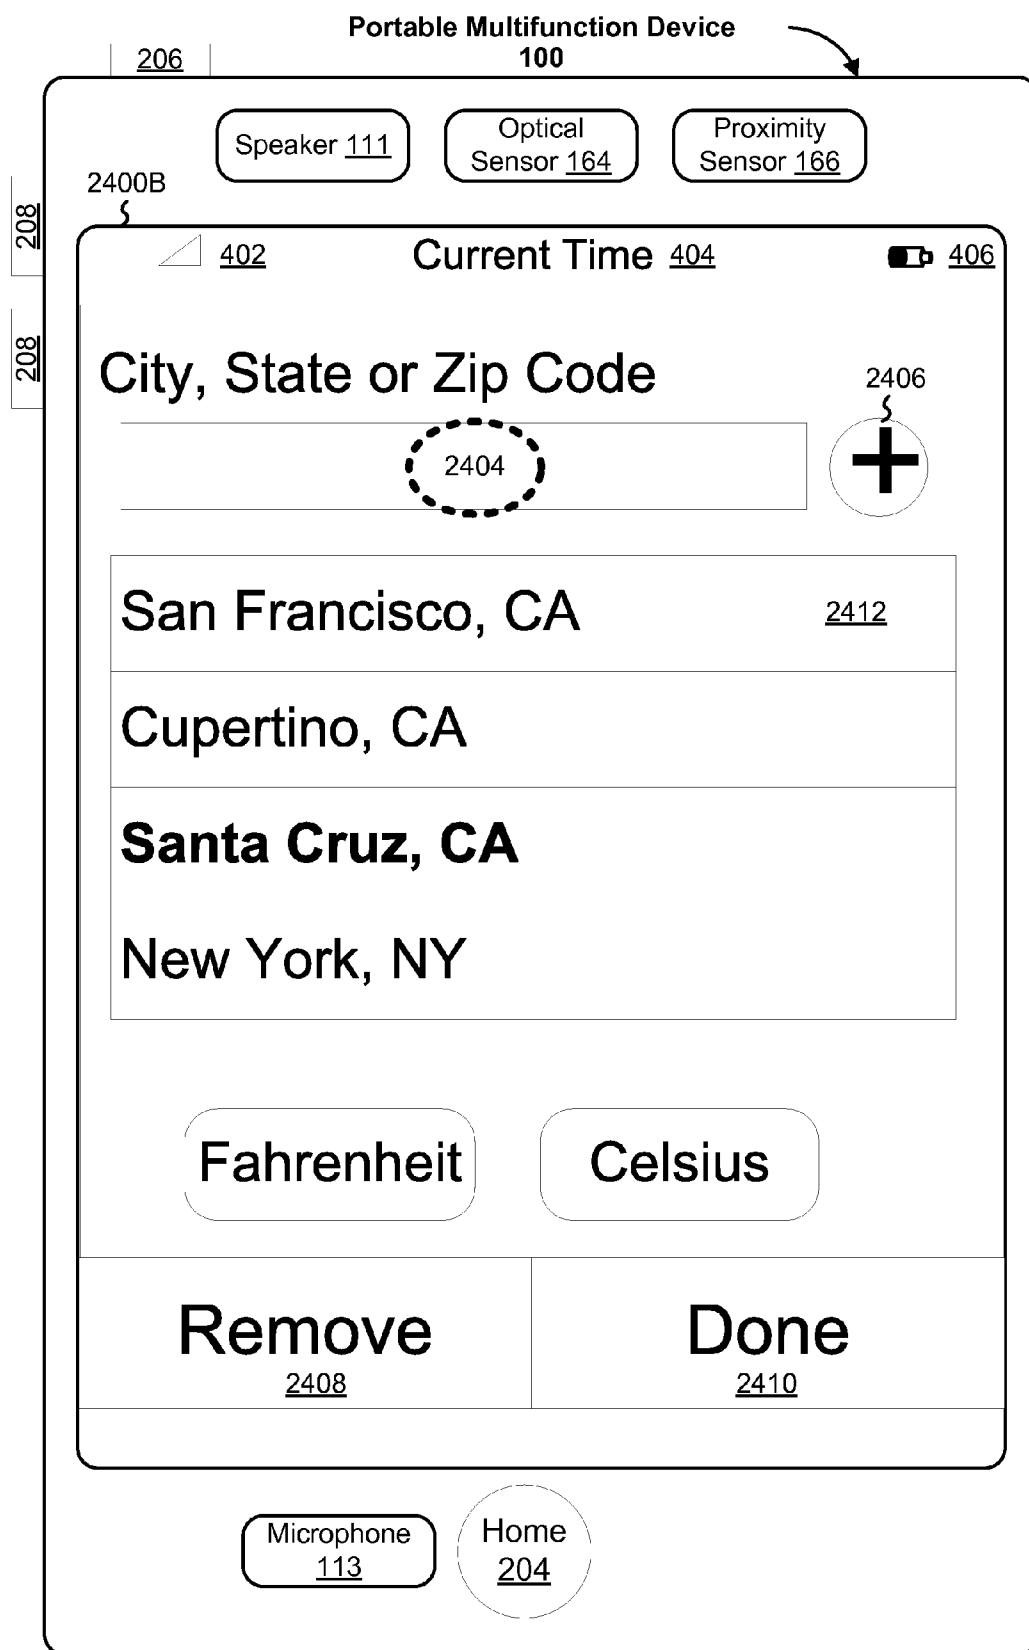 Portable Multifunction Device
100
206
Speaker 111
Optical
Sensor 164
Proximity
Sensor 166
2400B
208
402
Current Time 404
406
208
City, State or Zip Code
2406
2404
San Francisco, CA
2412
Cupertino, CA
Santa Cruz, CA
New York, NY
Fahrenheit
Celsius
Remove
2408
Done
2410
Microphone
113
Home
204